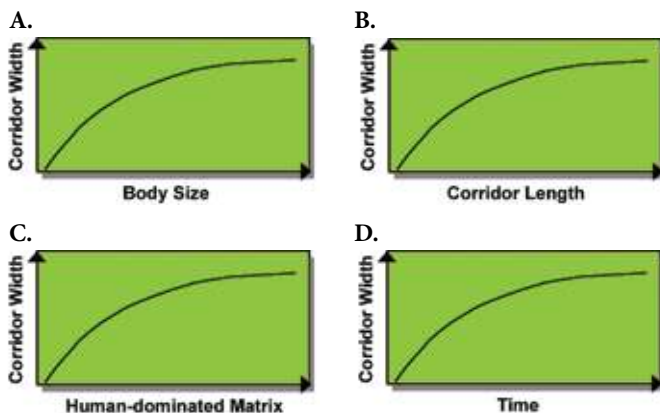 A.
B.
Corridor Width
Body Size
Corridor Width
Corridor Length
C.
D.
Corridor Width
Human-dominated Matrix
Corridor Width
Time